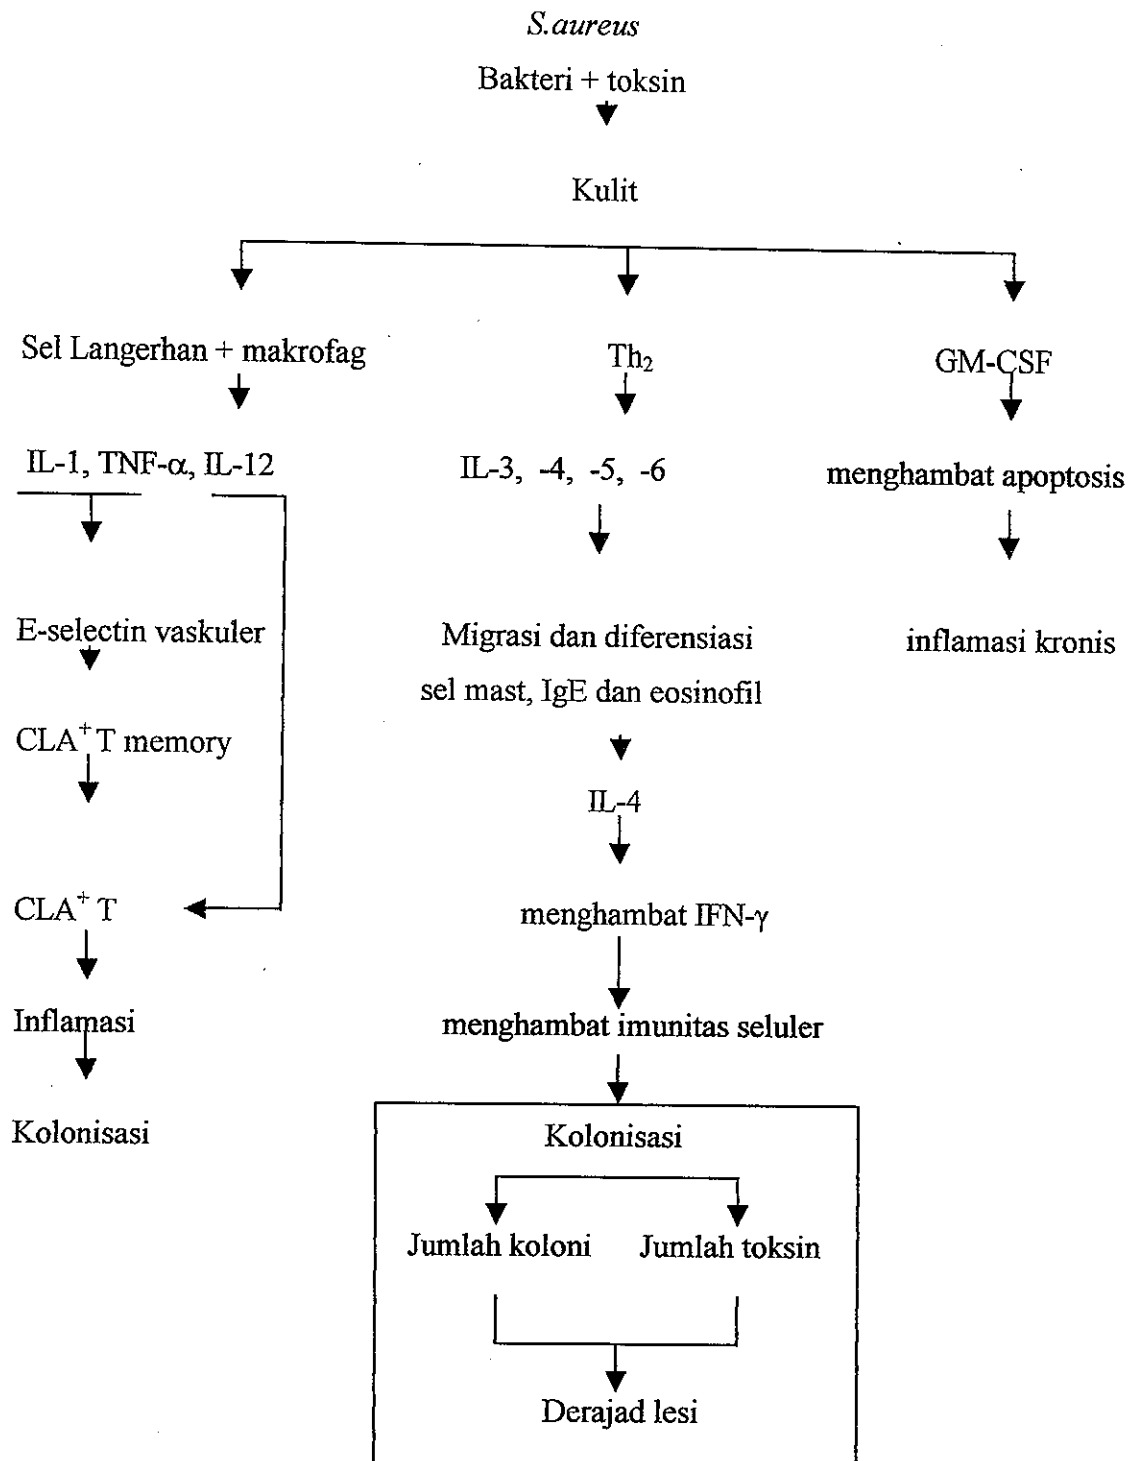 S.aureus
Bakteri + toksin
Kulit
Sel Langerhan + makrofag
Th₂
GM-CSF
IL-1, TNF-α, IL-12
IL-3, -4, -5, -6
menghambat apoptosis
E-selectin vaskuler
Migrasi dan diferensiasi
inflamasi kronis
sel mast, IgE dan eosinofil
CLA⁺ T memory
IL-4
CLA⁺ T
menghambat IFN-γ
Inflamasi
menghambat imunitas seluler
Kolonisasi
Kolonisasi
Jumlah koloni
Jumlah toksin
Derajad lesi